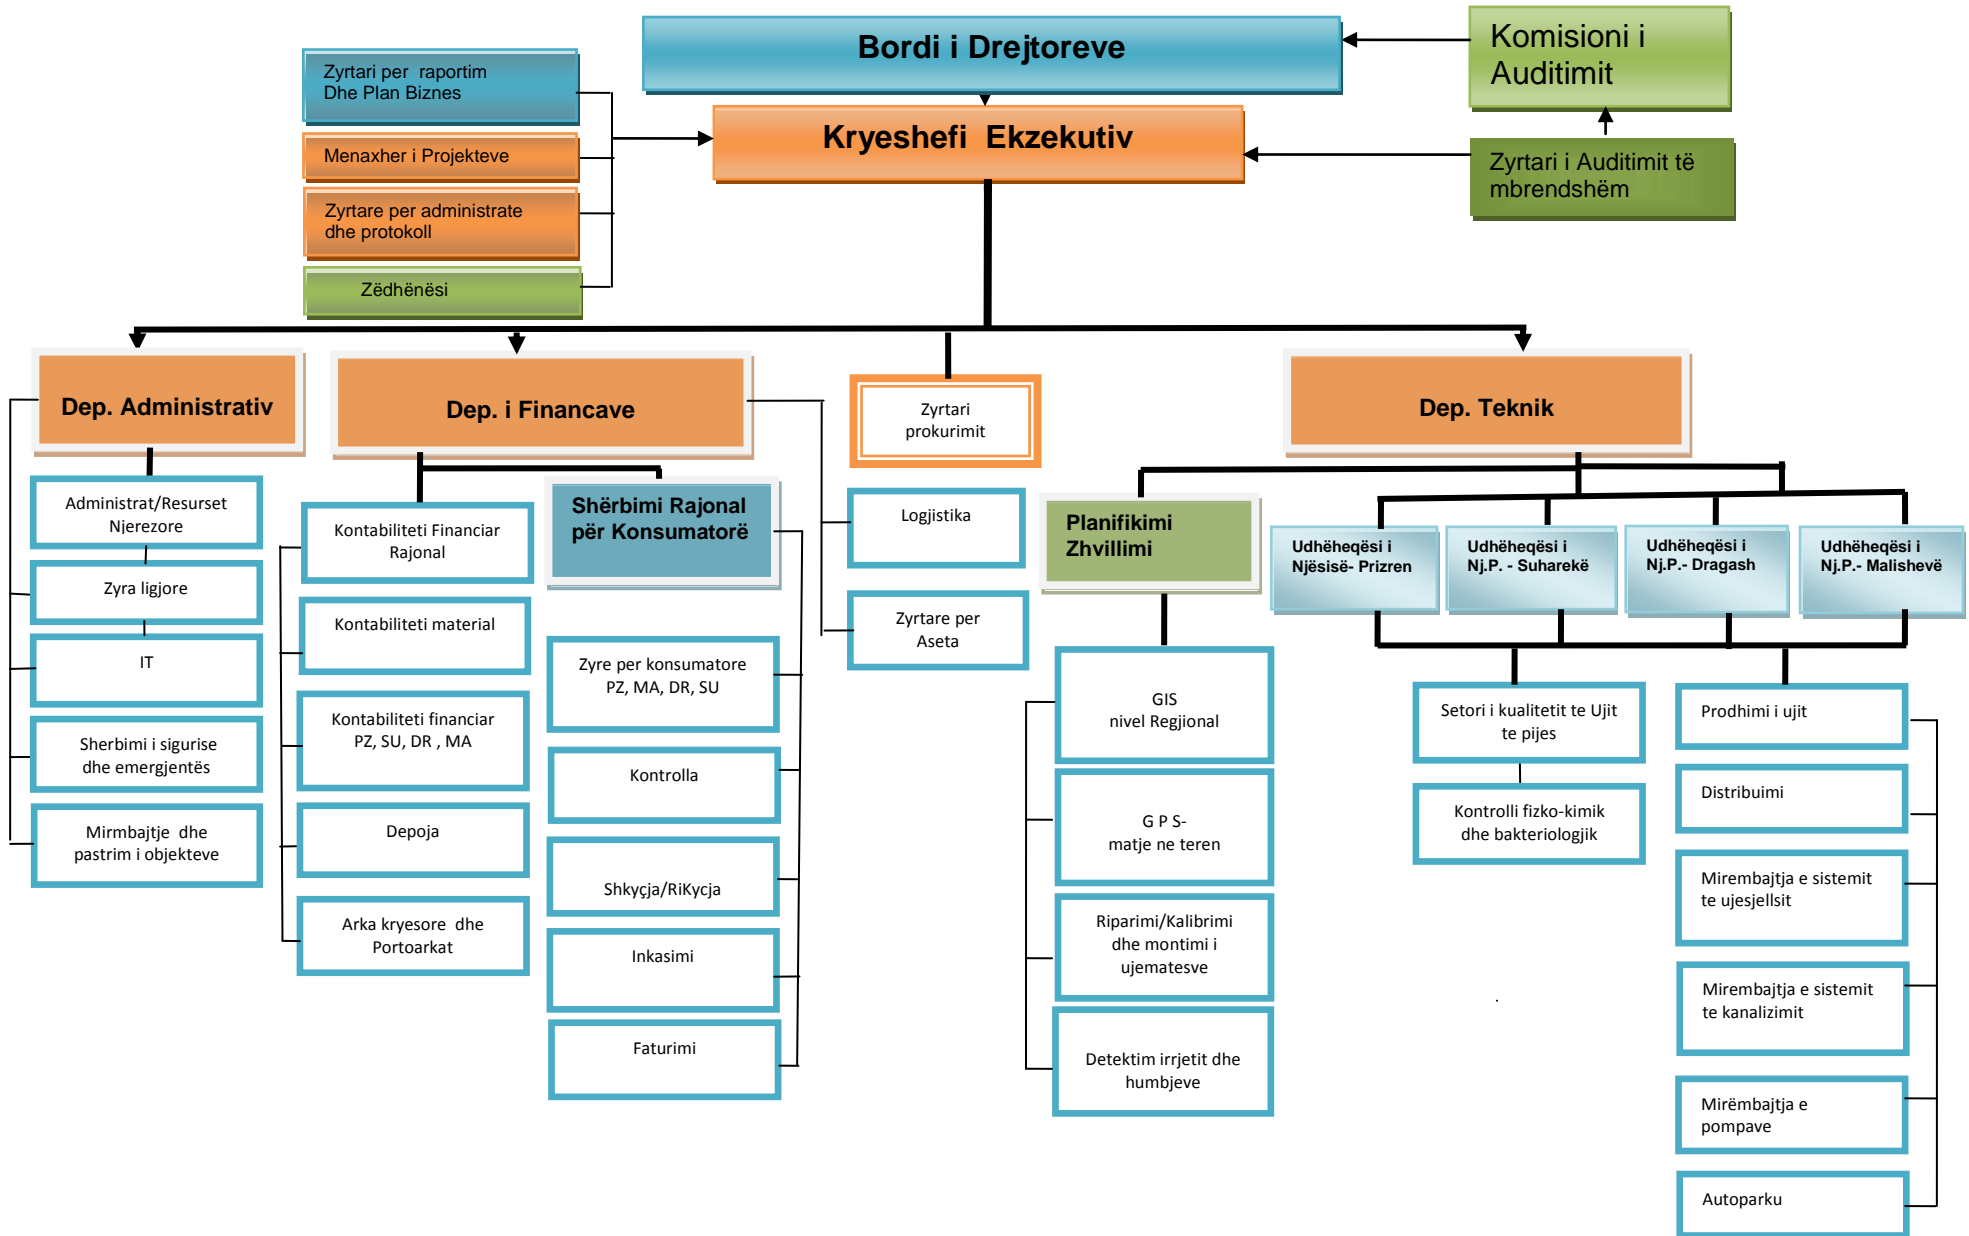 Bordi i Drejtoreve
Komisioni i
Auditimit
Zyrtari per raportim
Dhe Plan Biznes
Kryeshefi Ekzekutiv
Menaxher i Projekteve
Zyrtari i Auditimit të
mbrendshëm
Zyrtare per administrate
dhe protokoll
Zëdhënësi
Dep. Administrativ
Dep. i Financave
Zyrtari
prokurimit
Dep. Teknik
Administrat/Resurset
Njerezore
Zyra ligjore
IT
Sherbimi i sigurise
dhe emergjentës
Mirmbajtje dhe
pastrim i objekteve
Kontabiliteti Financiar
Rajonal
Kontabiliteti material
Kontabiliteti financiar
PZ, SU, DR , MA
Depoja
Arka kryesore dhe
Portoarkat
Shërbimi Rajonal
për Konsumatorë
Zyre per konsumatore
PZ, MA, DR, SU
Kontrolla
Shkyçja/RiKycja
Inkasimi
Faturimi
Logjistika
Zyrtare per
Aseta
Planifikimi
Zhvillimi
GIS
nivel Regjional
G P S-
matje ne teren
Riparimi/Kalibrimi
dhe montimi i
ujematesve
Detektim irrjetit dhe
humbjeve
Udhëheqësi i
Njësisë- Prizren
Udhëheqësi i
Nj.P. - Suharekë
Udhëheqësi i
Nj.P.- Dragash
Udhëheqësi i
Nj.P.- Malishevë
Setori i kualitetit te Ujit
te pijes
Kontrolli fizko-kimik
dhe bakteriologjik
Prodhimi i ujit
Distribuimi
Mirembajtja e sistemit
te ujesjellsit
Mirembajtja e sistemit
te kanalizimit
Mirëmbajtja e
pompave
Autoparku